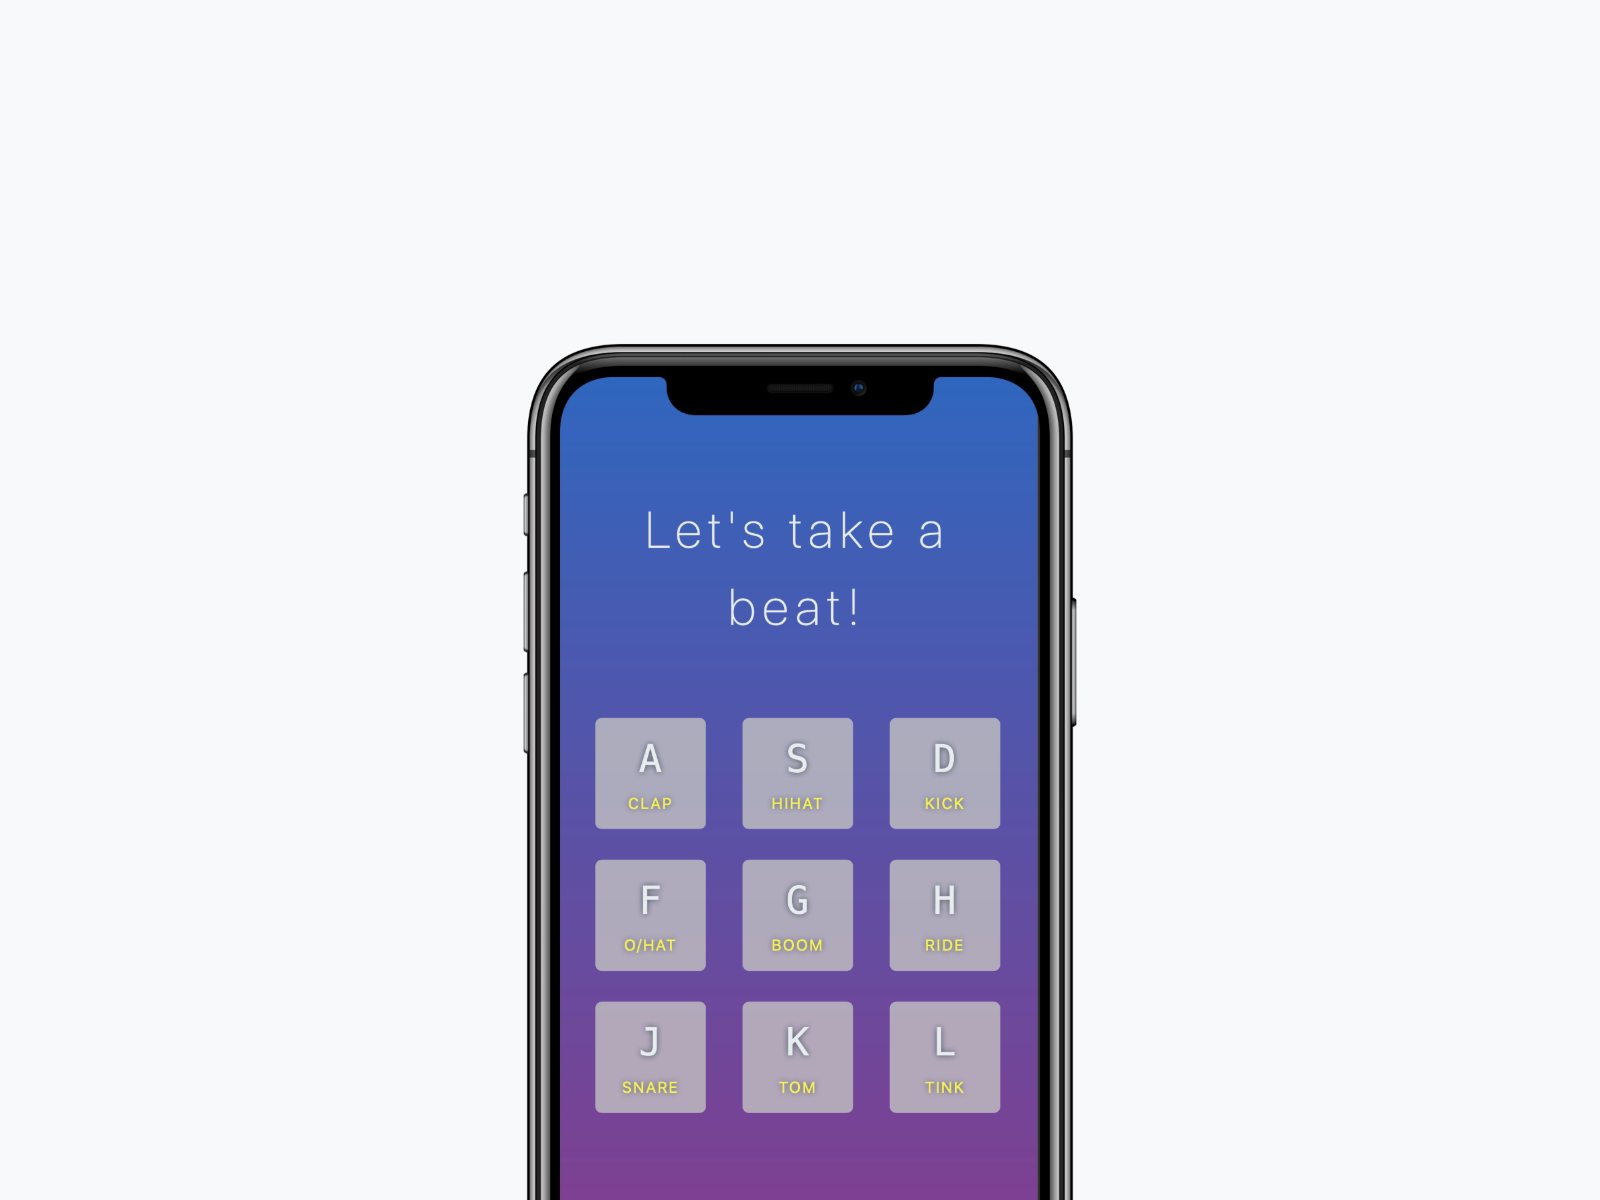 Let's take a
beat!
A S D
CLAP HIHAT KICK
F G H
O/HAT BOOM RIDE
J K L
SNARE TOM TINK